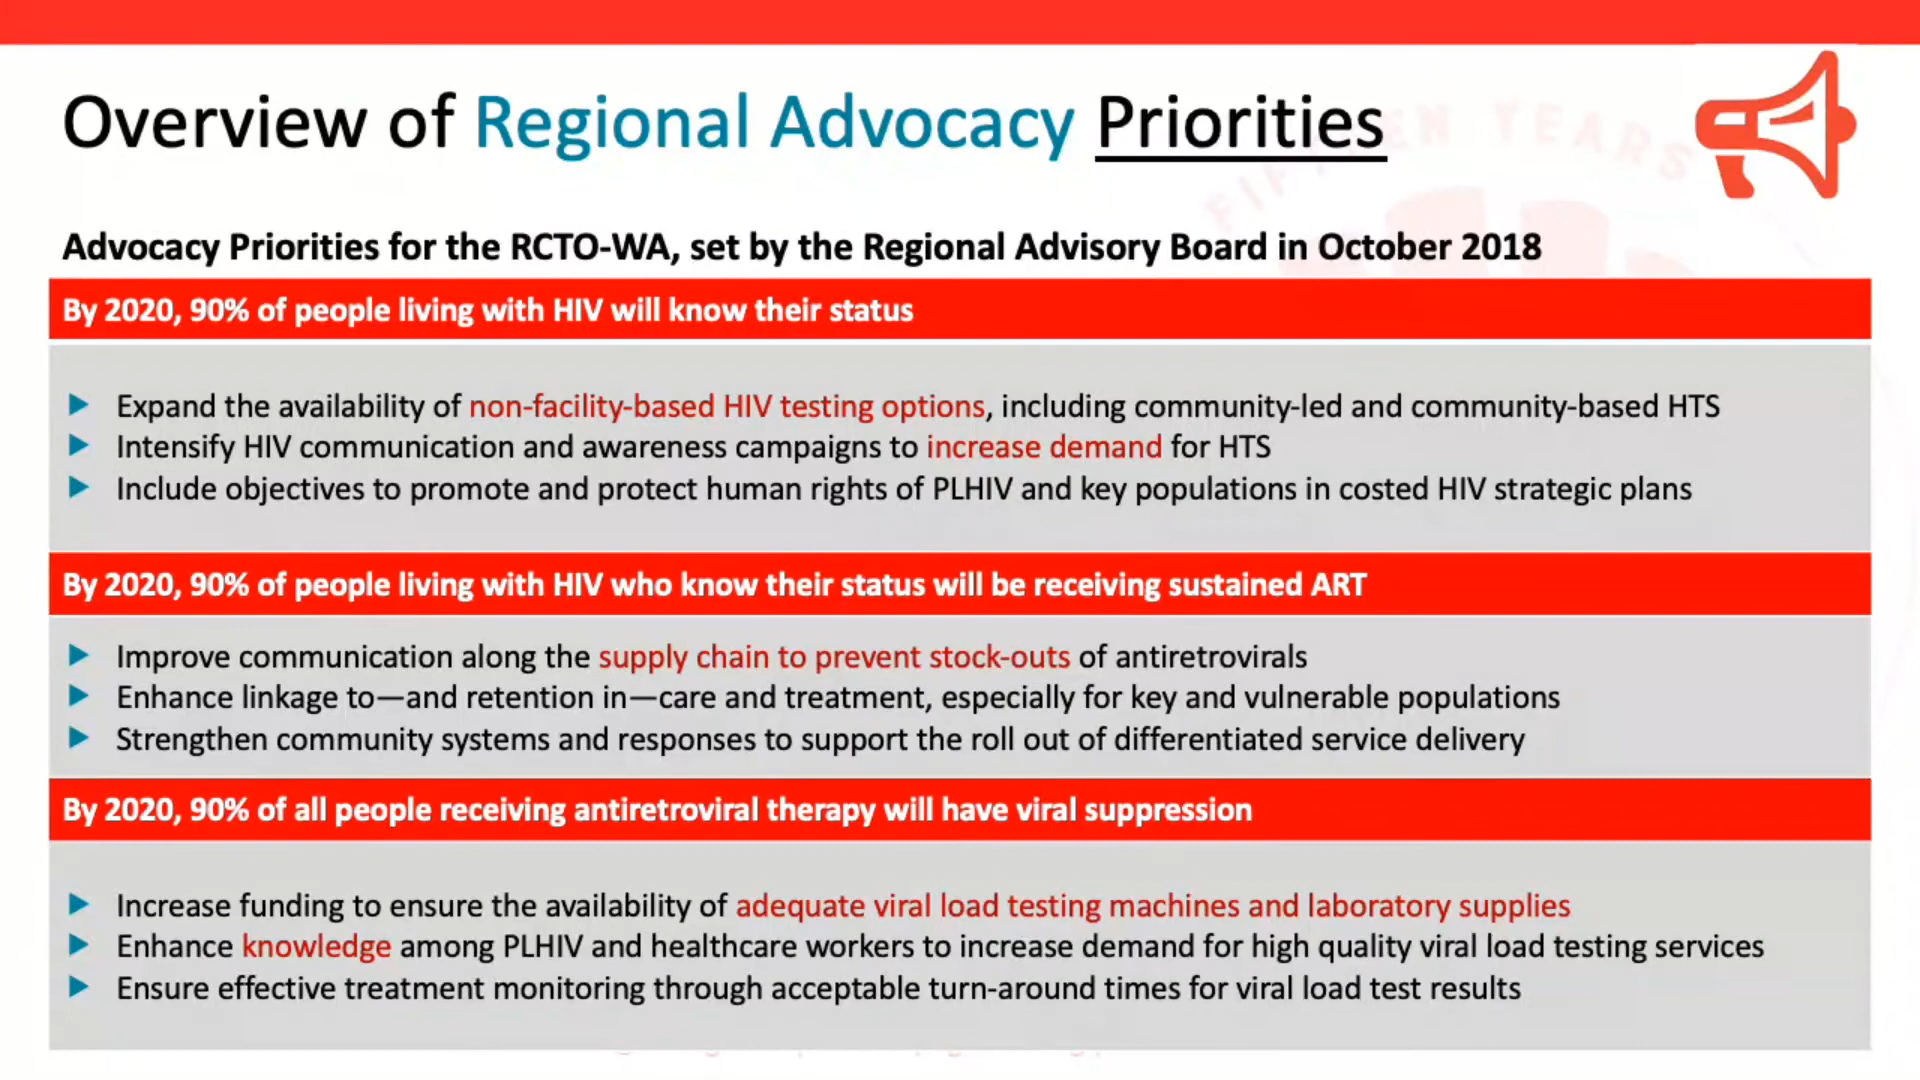 Overview of Regional Advocacy Priorities
FIFTEEN YEARS
Advocacy Priorities for the RCTO-WA, set by the Regional Advisory Board in October 2018
By 2020, 90% of people living with HIV will know their status
Expand the availability of non-facility-based HIV testing options, including community-led and community-based HTS
Intensify HIV communication and awareness campaigns to increase demand for HTS
Include objectives to promote and protect human rights of PLHIV and key populations in costed HIV strategic plans
By 2020, 90% of people living with HIV who know their status will be receiving sustained ART
Improve communication along the supply chain to prevent stock-outs of antiretrovirals
Enhance linkage to—and retention in—care and treatment, especially for key and vulnerable populations
Strengthen community systems and responses to support the roll out of differentiated service delivery
By 2020, 90% of all people receiving antiretroviral therapy will have viral suppression
Increase funding to ensure the availability of adequate viral load testing machines and laboratory supplies
Enhance knowledge among PLHIV and healthcare workers to increase demand for high quality viral load testing services
Ensure effective treatment monitoring through acceptable turn-around times for viral load test results